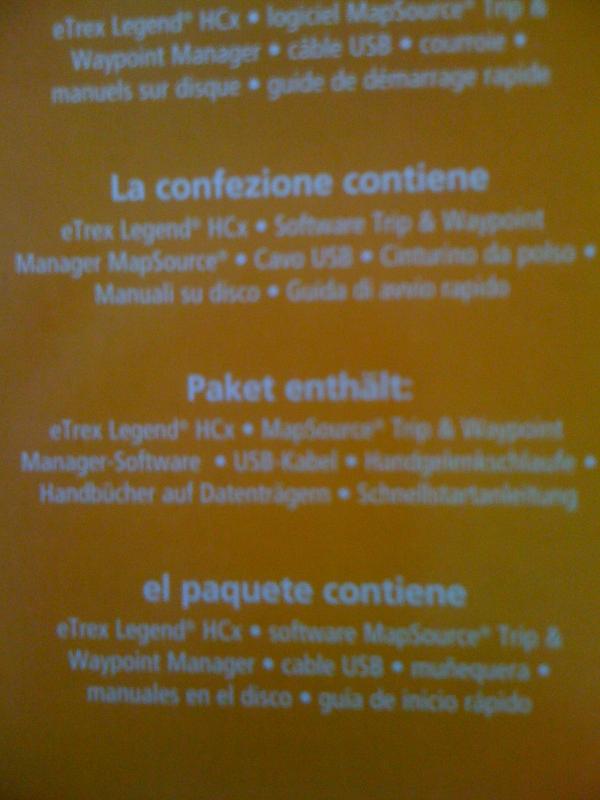 eTrex Legend® HCx • logiciel MapSource® Trip &
Waypoint Manager • câble USB • courroie •
manuels sur disque • guide de démarrage rapide
La confezione contiene
eTrex Legend® HCx • Software Trip & Waypoint
Manager MapSource® • Cavo USB • Cinturino da polso •
Manuali su disco • Guida di avvio rapido
Paket enthält:
eTrex Legend® HCx • MapSource® Trip & Waypoint
Manager-Software • USB-Kabel • Handgelenkschlaufe •
Handbücher auf Datenträgern • Schnellstartanleitung
el paquete contiene
eTrex Legend® HCx • software MapSource® Trip &
Waypoint Manager • cable USB • muñequera •
manuales en el disco • guía de inicio rápido